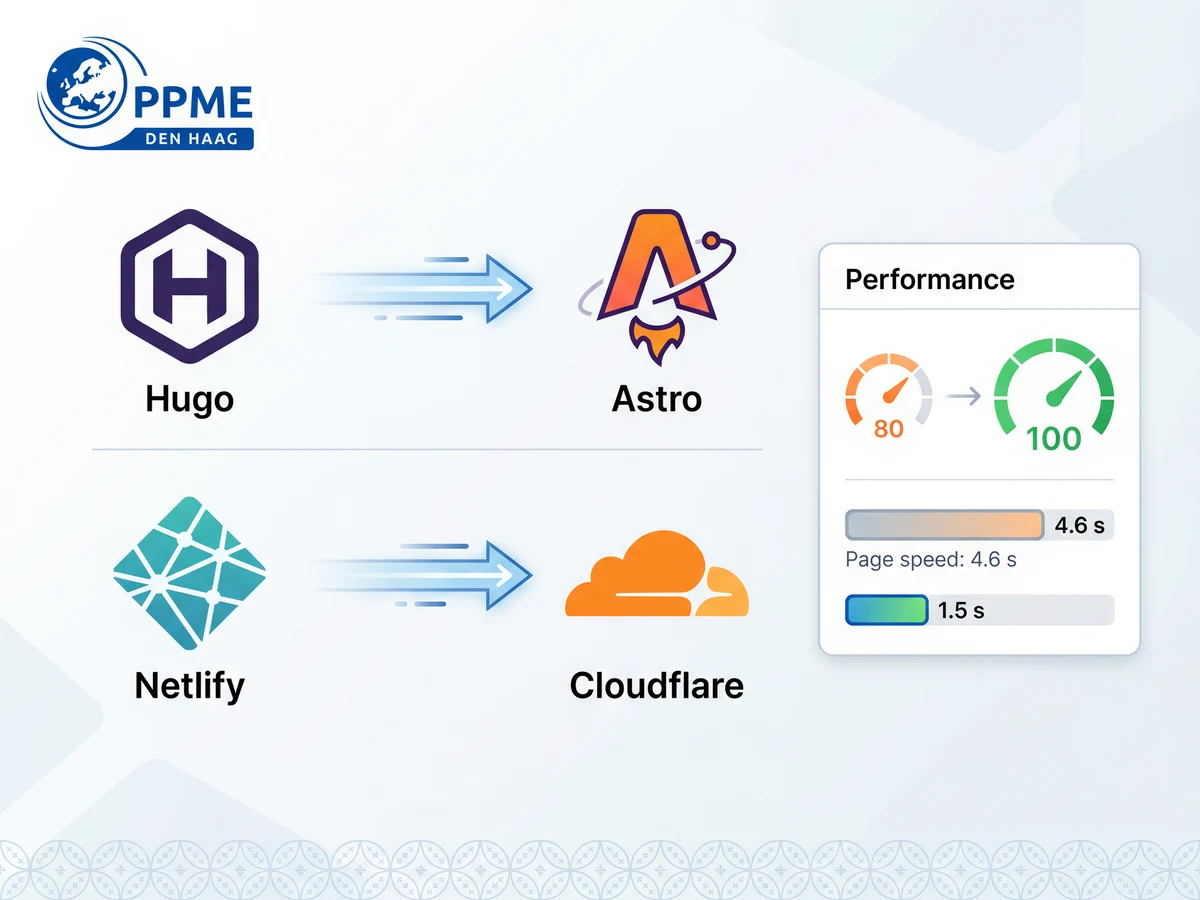 PPME
DEN HAAG
Hugo
Astro
Netlify
Cloudflare
Performance
80
100
4.6 s
Page speed: 4.6 s
1.5 s